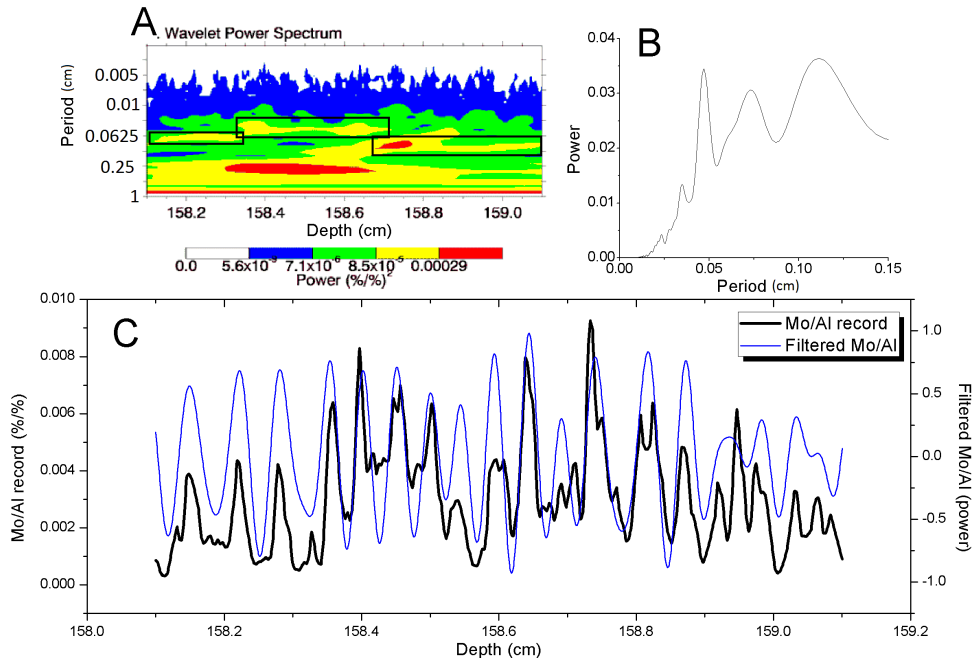 A
. Wavelet Power Spectrum
Period (cm)
0.005
0.01
0.0625
0.25
1
158.2 158.4 158.6 158.8 159.0
Depth (cm)
0.0 5.6x10⁻⁹ 7.1x10⁻⁶ 8.5x10⁻⁵ 0.00029
Power (%/%)²
B
Power
0.04
0.03
0.02
0.01
0.0
0.00 0.05 0.10 0.15
Period (cm)
C
Mo/Al record (%/%)
0.010
0.008
0.006
0.004
0.002
0.000
Mo/Al record
Filtered Mo/Al
1.0
0.5
0.0
-0.5
-1.0
Filtered Mo/Al (power)
158.0 158.2 158.4 158.6 158.8 159.0 159.2
Depth (cm)